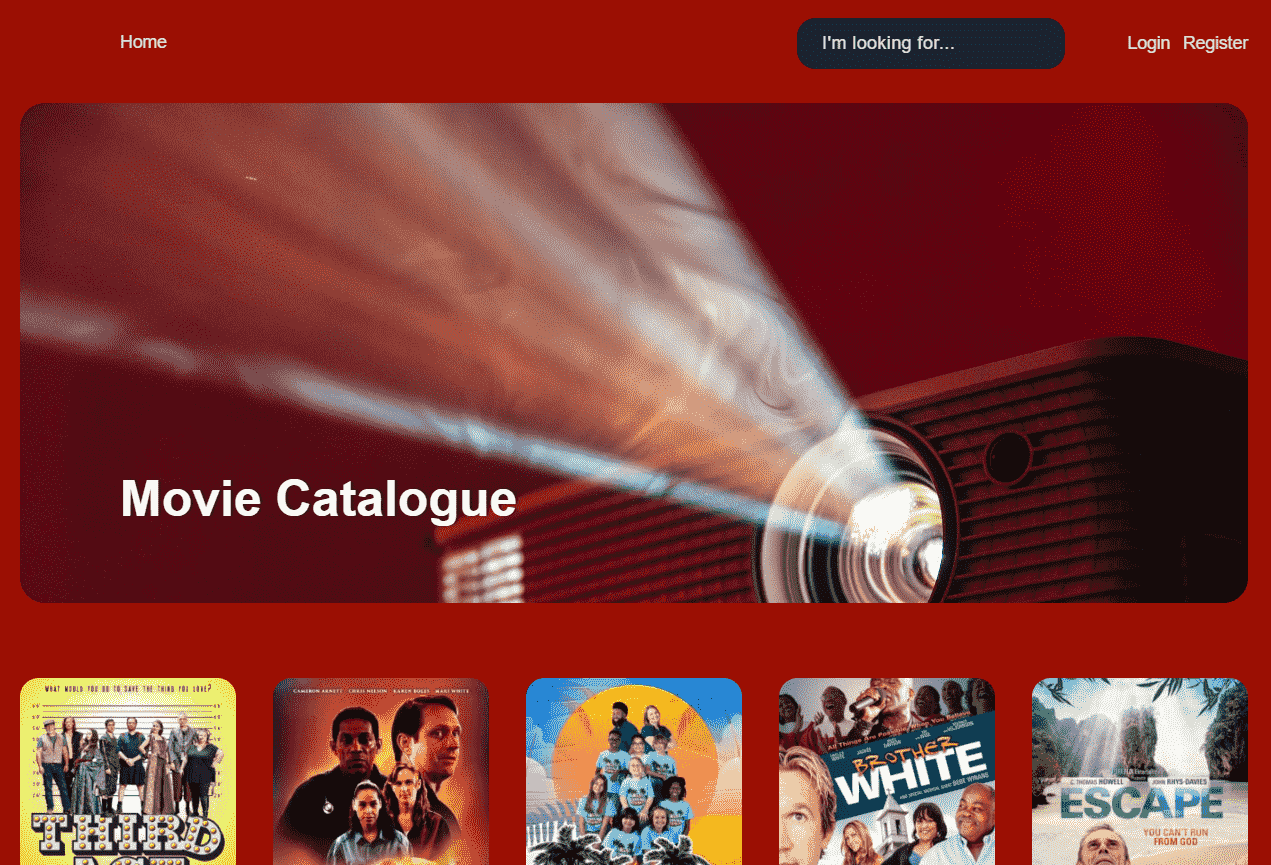 Home
I'm looking for...
Login Register
Movie Catalogue
WHAT WOULD YOU DO TO SAVE THE THING YOU LOVE?
THIRD
CAMERON ARNETT CHRIS NELSON KAREN BOLES MARI WHITE
All Things Are Possible When You Believe
BROTHER
WHITE
C. THOMAS HOWELL JOHN RHYS-DAVIES
ESCAPE
YOU CAN'T RUN
FROM GOD